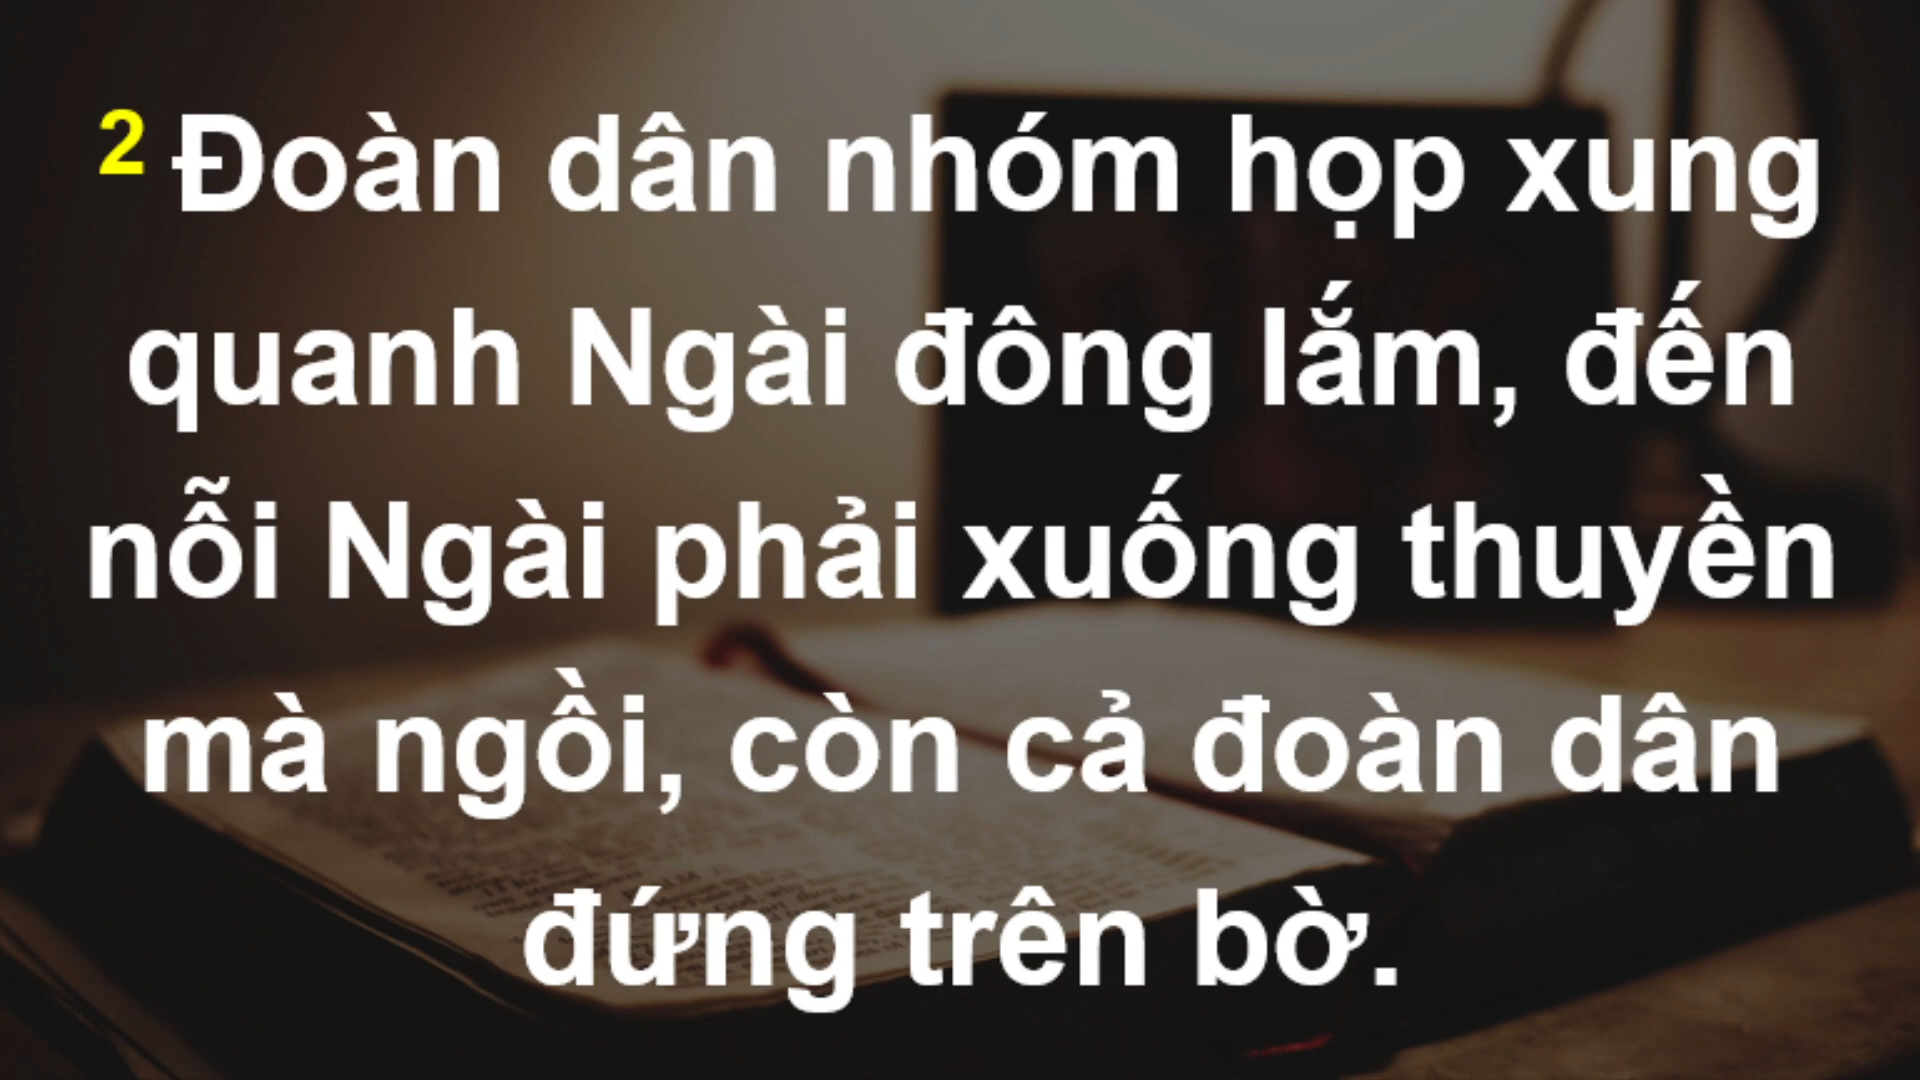 2 Đoàn dân nhóm họp xung
quanh Ngài đông lắm, đến
nỗi Ngài phải xuống thuyền
mà ngồi, còn cả đoàn dân
đứng trên bờ.